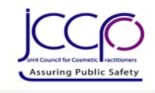 jccp
Joint Council for Cosmetic Practitioners
Assuring Public Safety